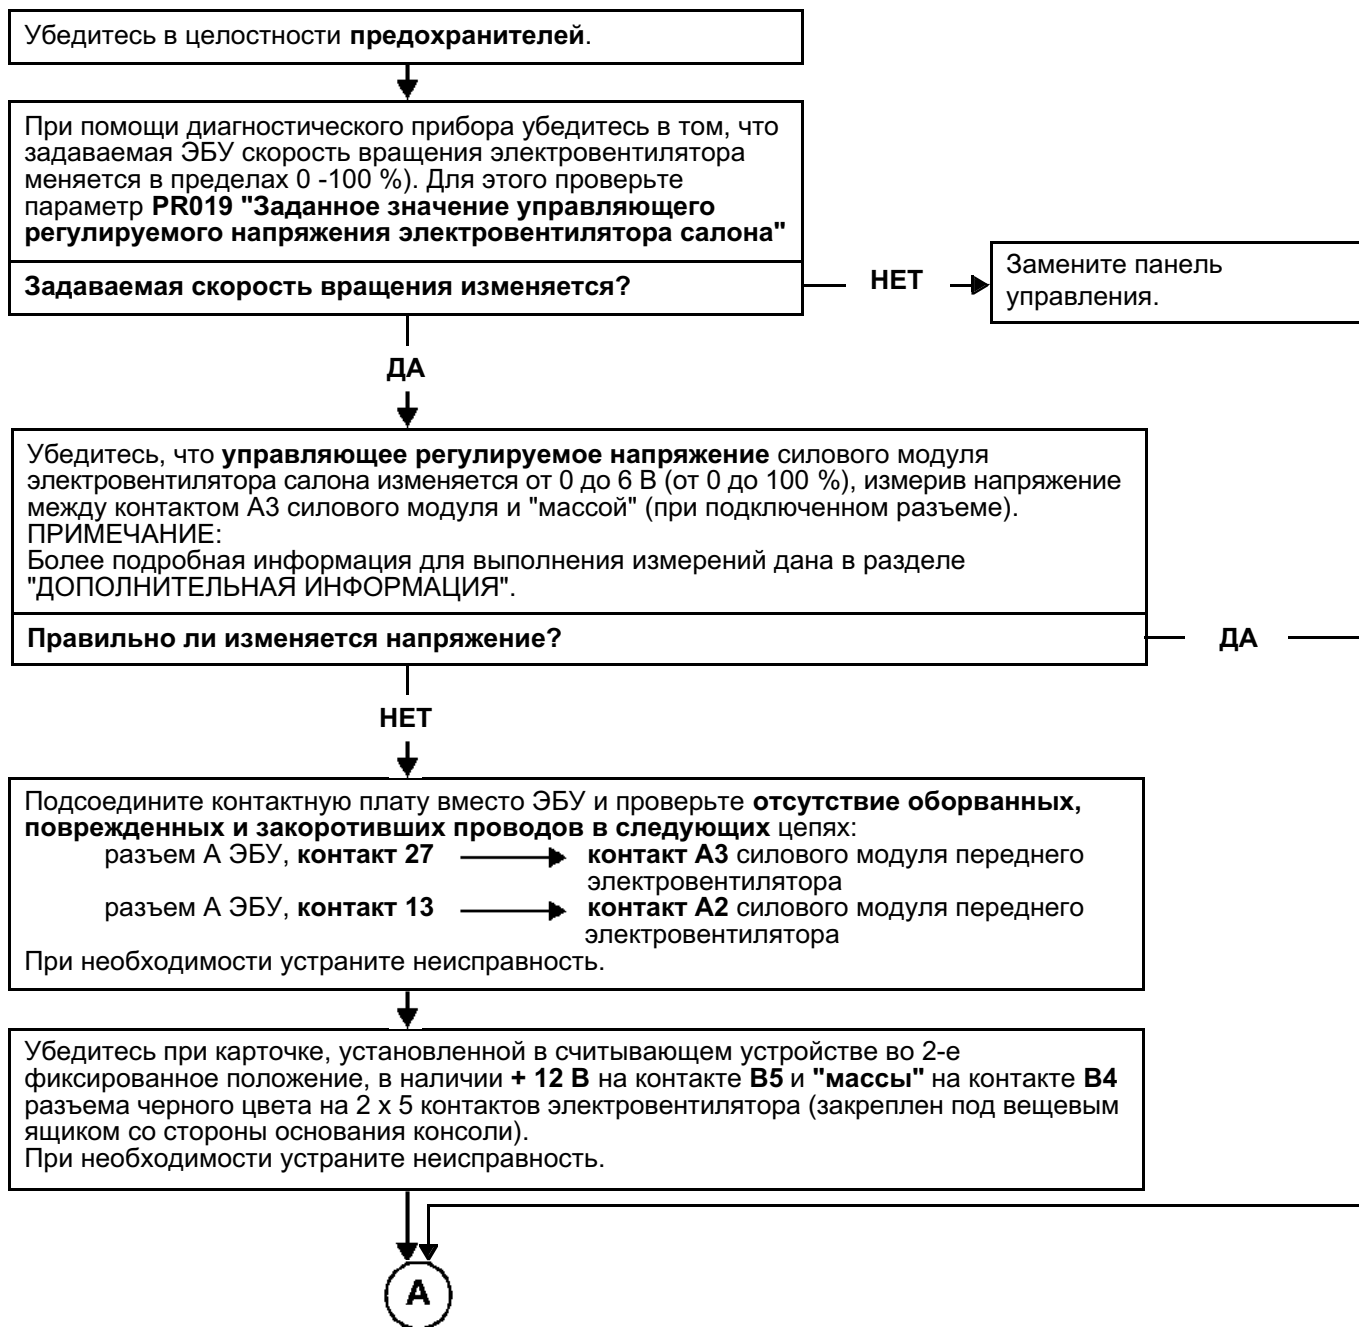 Убедитесь в целостности предохранителей.
При помощи диагностического прибора убедитесь в том, что
задаваемая ЭБУ скорость вращения электровентилятора
меняется в пределах 0 -100 %). Для этого проверьте
параметр PR019 "Заданное значение управляющего
регулируемого напряжения электровентилятора салона"
Задаваемая скорость вращения изменяется?
НЕТ
Замените панель
управления.
ДА
Убедитесь, что управляющее регулируемое напряжение силового модуля
электровентилятора салона изменяется от 0 до 6 В (от 0 до 100 %), измерив напряжение
между контактом А3 силового модуля и "массой" (при подключенном разъеме).
ПРИМЕЧАНИЕ:
Более подробная информация для выполнения измерений дана в разделе
"ДОПОЛНИТЕЛЬНАЯ ИНФОРМАЦИЯ".
Правильно ли изменяется напряжение?
ДА
НЕТ
Подсоедините контактную плату вместо ЭБУ и проверьте отсутствие оборванных,
поврежденных и закоротивших проводов в следующих цепях:
разъем А ЭБУ, контакт 27 контакт А3 силового модуля переднего
электровентилятора
разъем А ЭБУ, контакт 13 контакт А2 силового модуля переднего
электровентилятора
При необходимости устраните неисправность.
Убедитесь при карточке, установленной в считывающем устройстве во 2-е
фиксированное положение, в наличии + 12 В на контакте В5 и "массы" на контакте В4
разъема черного цвета на 2 х 5 контактов электровентилятора (закреплен под вещевым
ящиком со стороны основания консоли).
При необходимости устраните неисправность.
А